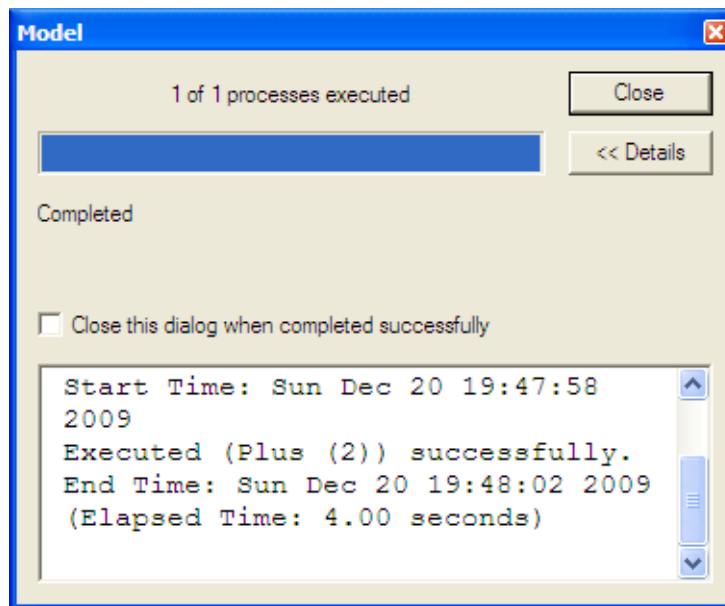 Model
1 of 1 processes executed
Close
<< Details
Completed
Close this dialog when completed successfully
Start Time: Sun Dec 20 19:47:58
2009
Executed (Plus (2)) successfully.
End Time: Sun Dec 20 19:48:02 2009
(Elapsed Time: 4.00 seconds)